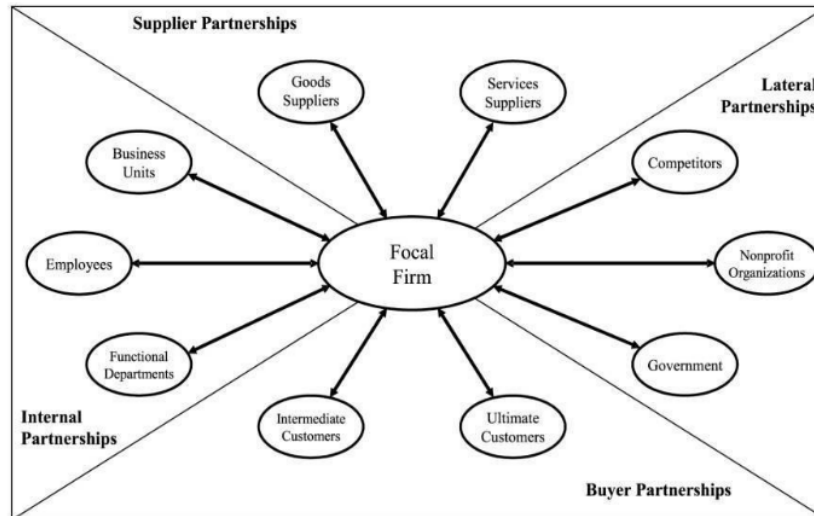 Supplier Partnerships
Goods
Suppliers
Services
Suppliers
Lateral
Partnerships
Business
Units
Competitors
Employees
Focal
Firm
Nonprofit
Organizations
Functional
Departments
Government
Internal
Partnerships
Intermediate
Customers
Ultimate
Customers
Buyer Partnerships